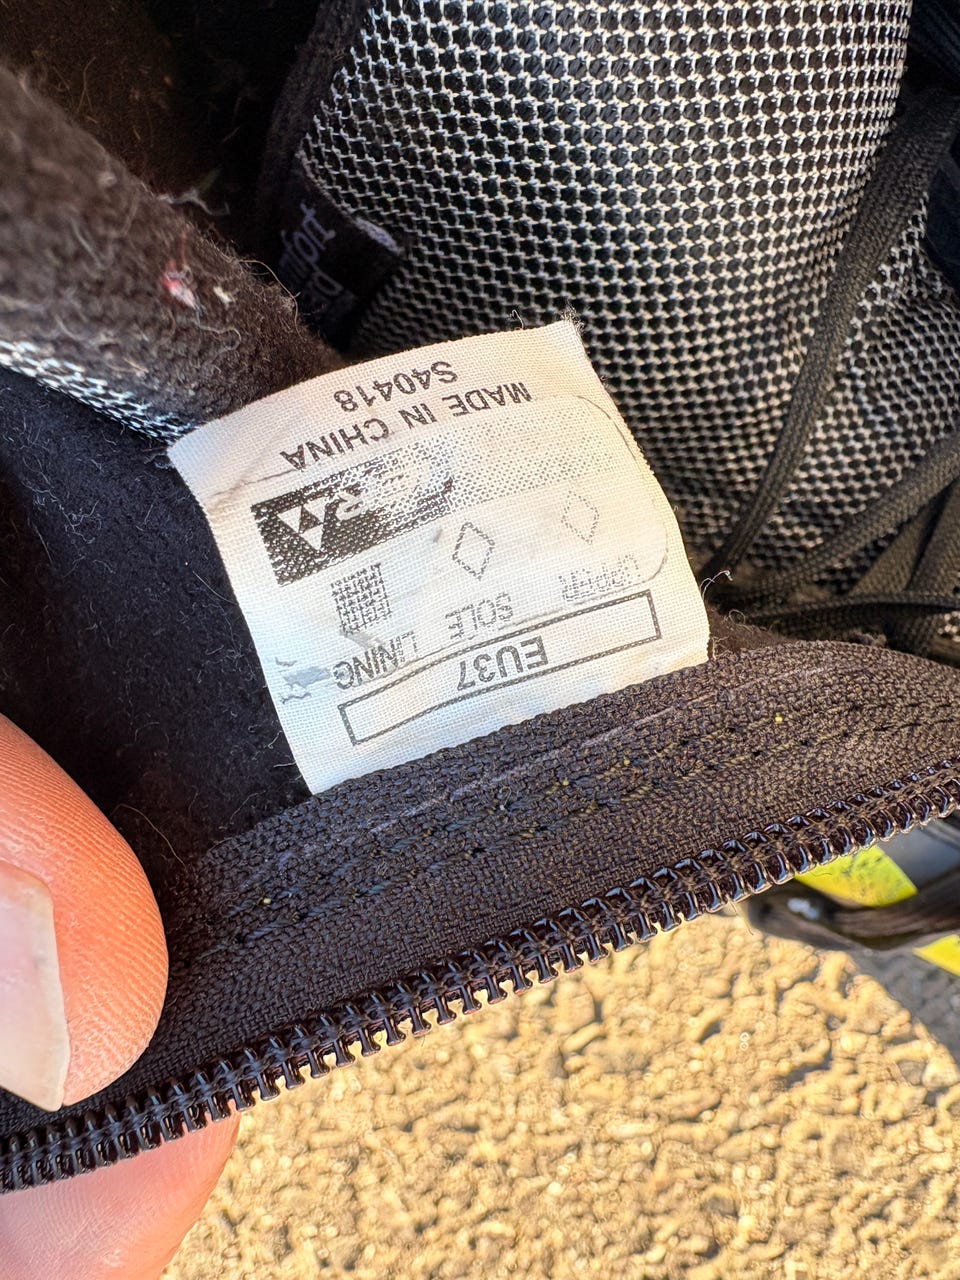 EU37
UPPER SOLE LINING
MADE IN CHINA
S40418